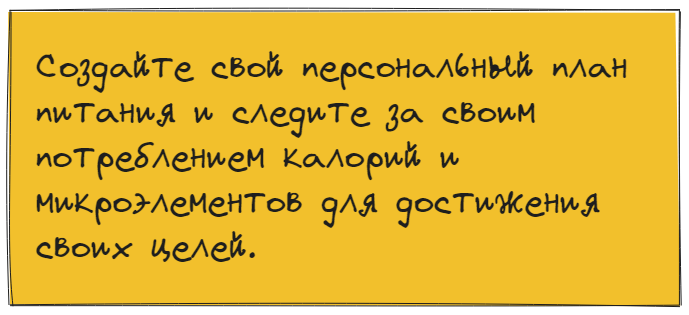 Создайте свой персональный план
питания и следите за своим
потреблением калорий и
микроэлементов для достижения
своих целей.